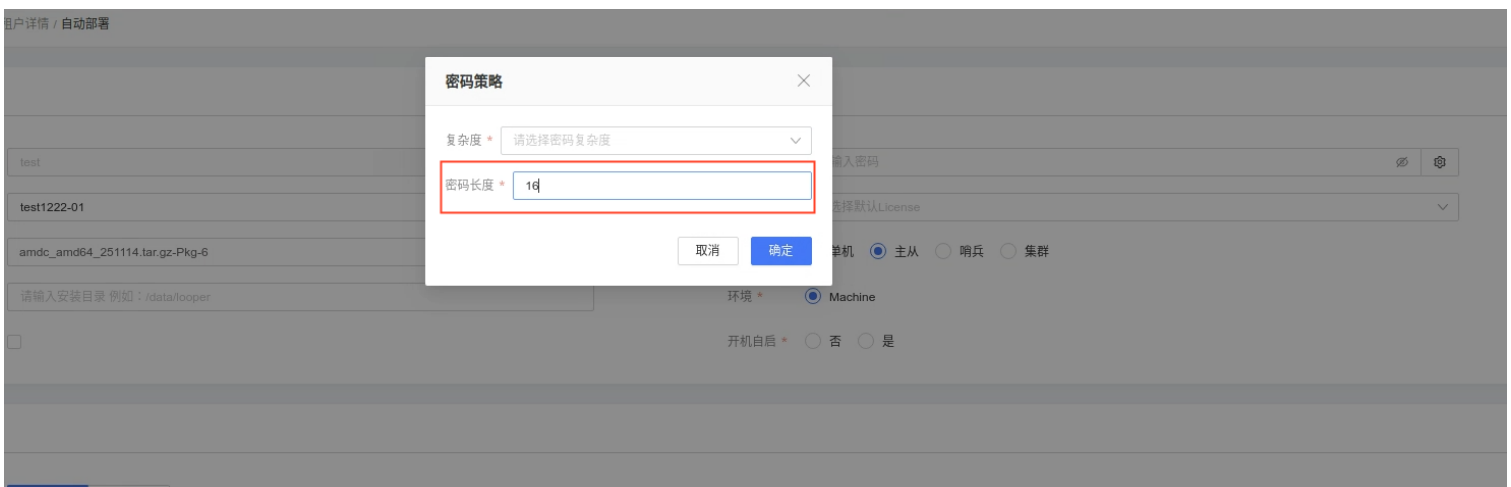 租户详情 / 自动部署
密码策略
复杂度 * 请选择密码复杂度
test
输入密码
密码长度 * 16
test1222-01
选择默认License
amdc_amd64_251114.tar.gz-Pkg-6
取消 确定
单机 主从 哨兵 集群
请输入安装目录 例如：/data/looper
环境 * Machine
开机自启 * 否 是